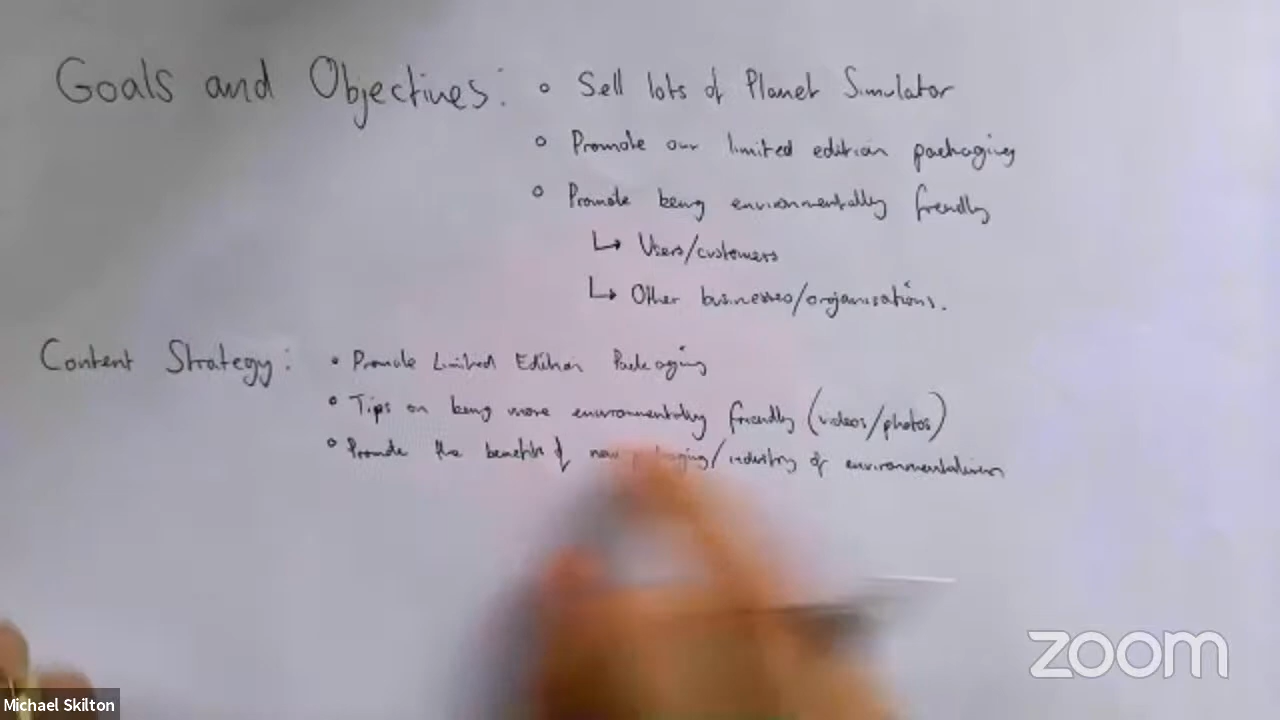 Goals and Objectives: ∘ Sell lots of Planet Simulator
∘ Promote our limited edition packaging
∘ Promote being environmentally friendly
↳ Users/customers
↳ Other businesses/organisations.
Content Strategy: • Promote Limited Edition Packaging
∘ Tips on being more environmentally friendly (videos/photos)
∘ Promote the benefits of new packaging/industry of environmentalism
zoom
Michael Skilton